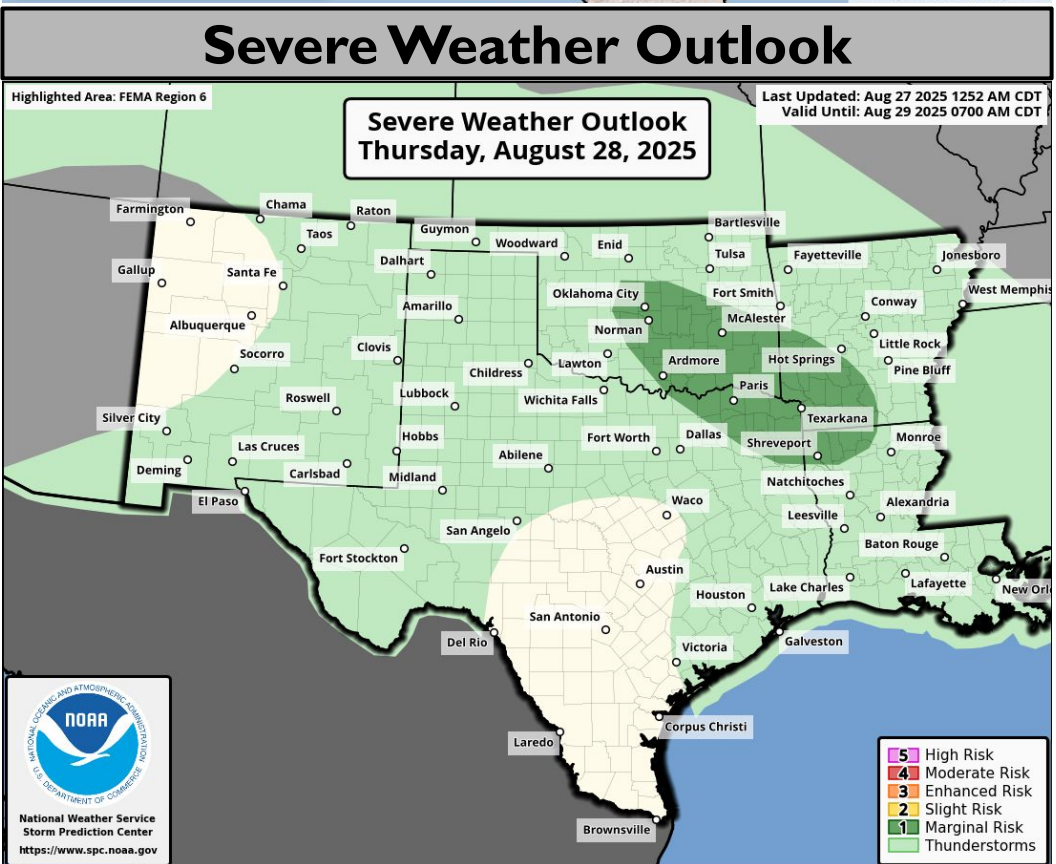 Severe Weather Outlook
Highlighted Area: FEMA Region 6
Last Updated: Aug 27 2025 1252 AM CDT
Valid Until: Aug 29 2025 0700 AM CDT
Severe Weather Outlook
Thursday, August 28, 2025
Farmington
Chama
Raton
Taos
Guymon
Woodward
Enid
Bartlesville
Tulsa
Fayetteville
Jonesboro
Gallup
Santa Fe
Dalhart
Amarillo
Oklahoma City
Fort Smith
Conway
West Memphis
Albuquerque
Norman
McAlester
Little Rock
Socorro
Clovis
Childress
Lawton
Ardmore
Hot Springs
Pine Bluff
Roswell
Lubbock
Wichita Falls
Paris
Texarkana
Silver City
Las Cruces
Hobbs
Fort Worth
Dallas
Shreveport
Monroe
Deming
Carlsbad
Midland
Abilene
Natchitoches
El Paso
Waco
Alexandria
San Angelo
Leesville
Fort Stockton
Baton Rouge
Austin
Houston
Lake Charles
Lafayette
New Orl
San Antonio
Del Rio
Victoria
Galveston
Laredo
Corpus Christi
Brownsville
NATIONAL OCEANIC AND ATMOSPHERIC ADMINISTRATION
NOAA
U.S. DEPARTMENT OF COMMERCE
National Weather Service
Storm Prediction Center
https://www.spc.noaa.gov
5 High Risk
4 Moderate Risk
3 Enhanced Risk
2 Slight Risk
1 Marginal Risk
Thunderstorms